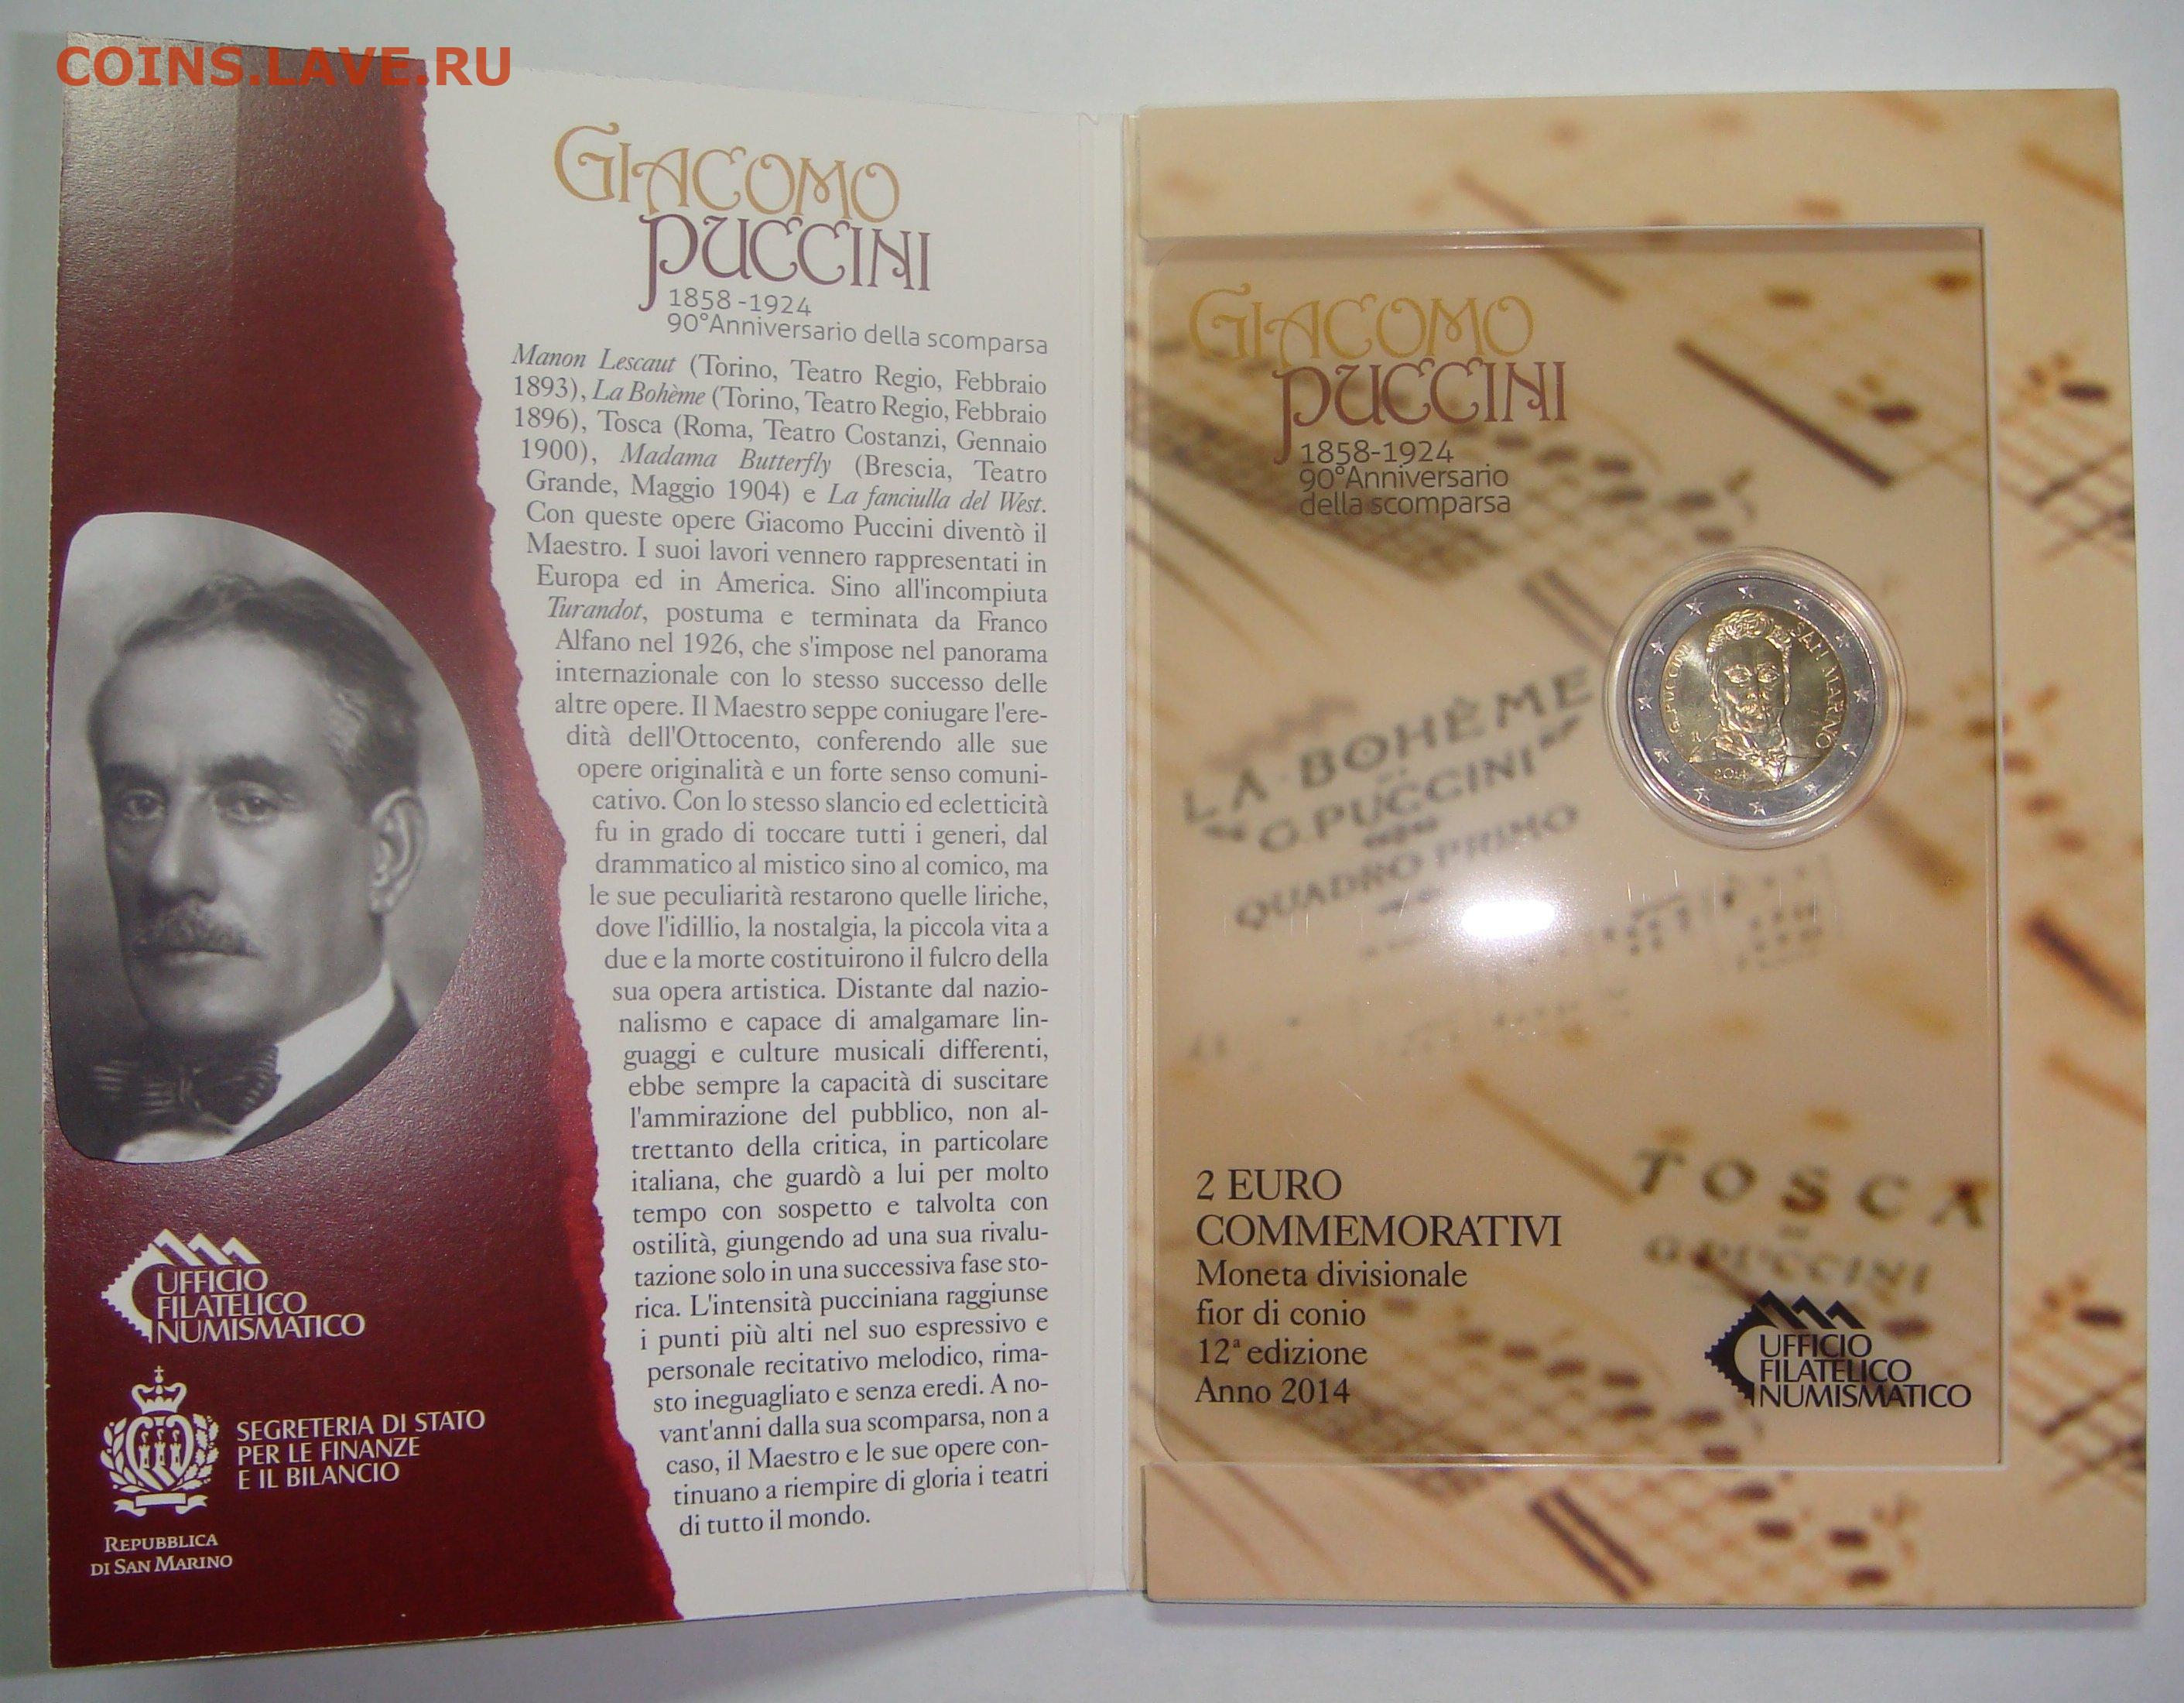 COINS.LAVE.RU
GIACOMO
PUCCINI
1858-1924
90°Anniversario della scomparsa
Manon Lescaut (Torino, Teatro Regio, Febbraio
1893), La Bohème (Torino, Teatro Regio, Febbraio
1896), Tosca (Roma, Teatro Costanzi, Gennaio
1900), Madama Butterfly (Brescia, Teatro
Grande, Maggio 1904) e La fanciulla del West.
Con queste opere Giacomo Puccini diventò il
Maestro. I suoi lavori vennero rappresentati in
Europa ed in America. Sino all'incompiuta
Turandot, postuma e terminata da Franco
Alfano nel 1926, che s'impose nel panorama
internazionale con lo stesso successo delle
altre opere. Il Maestro seppe coniugare l'ere-
dità dell'Ottocento, conferendo alle sue
opere originalità e un forte senso comuni-
cativo. Con lo stesso slancio ed ecletticità
fu in grado di toccare tutti i generi, dal
drammatico al mistico sino al comico, ma
le sue peculiarità restarono quelle liriche,
dove l'idillio, la nostalgia, la piccola vita a
due e la morte costituirono il fulcro della
sua opera artistica. Distante dal nazio-
nalismo e capace di amalgamare lin-
guaggi e culture musicali differenti,
ebbe sempre la capacità di suscitare
l'ammirazione del pubblico, non al-
trettanto della critica, in particolare
italiana, che guardò a lui per molto
tempo con sospetto e talvolta con
ostilità, giungendo ad una sua rivalu-
tazione solo in una successiva fase sto-
rica. L'intensità pucciniana raggiunse
i punti più alti nel suo espressivo e
personale recitativo melodico, rima-
sto ineguagliato e senza eredi. A no-
vant'anni dalla sua scomparsa, non a
caso, il Maestro e le sue opere con-
tinuano a riempire di gloria i teatri
di tutto il mondo.
UFFICIO
FILATELICO
NUMISMATICO
SEGRETERIA DI STATO
PER LE FINANZE
E IL BILANCIO
REPUBBLICA
DI SAN MARINO
GIACOMO
PUCCINI
1858-1924
90°Anniversario
della scomparsa
G. PUCCINI
SAN MARINO
R
2014
LA BOHÈME
DI
G. PUCCINI
QUADRO PRIMO
TOSCA
DI
G. PUCCINI
2 EURO
COMMEMORATIVI
Moneta divisionale
fior di conio
12ª edizione
Anno 2014
UFFICIO
FILATELICO
NUMISMATICO